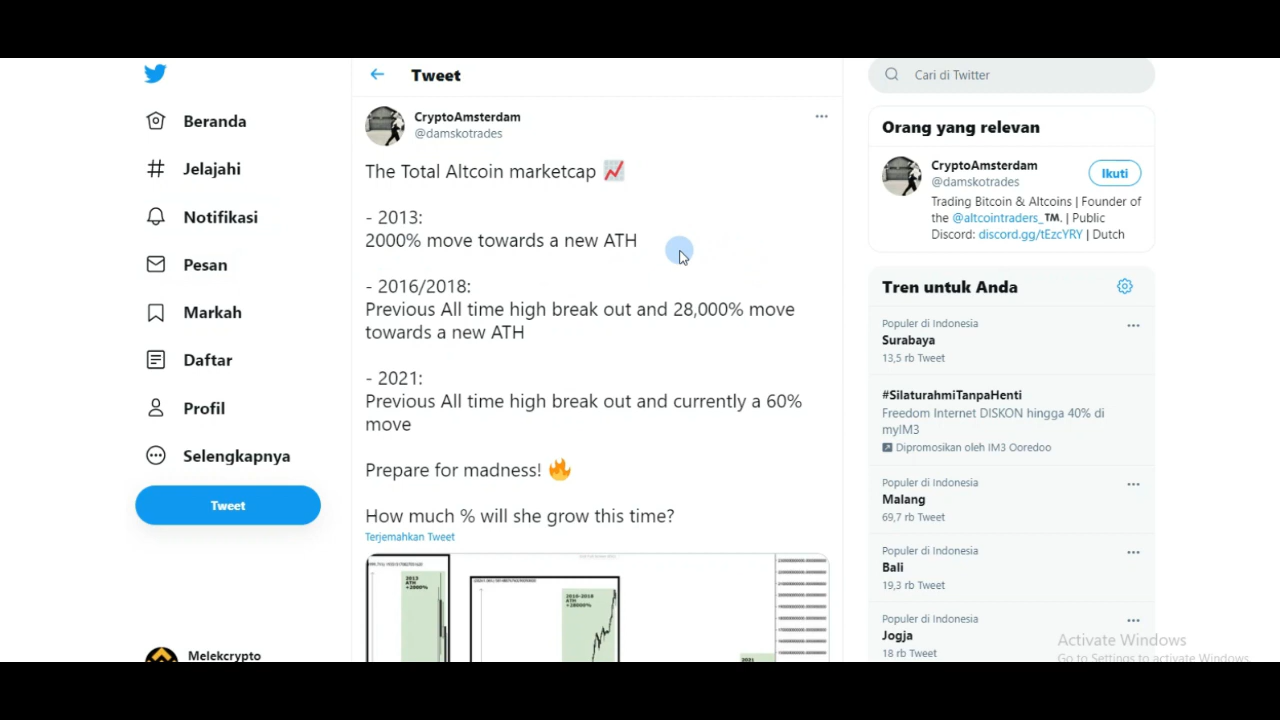 Beranda
Jelajahi
Notifikasi
Pesan
Markah
Daftar
Profil
Selengkapnya
Tweet
Melekcrypto
Tweet
CryptoAmsterdam
@damskotrades
The Total Altcoin marketcap 📈
- 2013:
2000% move towards a new ATH
- 2016/2018:
Previous All time high break out and 28,000% move
towards a new ATH
- 2021:
Previous All time high break out and currently a 60%
move
Prepare for madness! 🔥
How much % will she grow this time?
Terjemahkan Tweet
2013
ATH
+2000%
ATH
2021
Cari di Twitter
Orang yang relevan
CryptoAmsterdam
@damskotrades
Ikuti
Trading Bitcoin & Altcoins | Founder of
the @altcointraders_™. | Public
Discord: discord.gg/tEzcYRY | Dutch
Tren untuk Anda
Populer di Indonesia
Surabaya
13,5 rb Tweet
#SilaturahmiTanpaHenti
Freedom Internet DISKON hingga 40% di
myIM3
Dipromosikan oleh IM3 Ooredoo
Populer di Indonesia
Malang
69,7 rb Tweet
Populer di Indonesia
Bali
19,3 rb Tweet
Populer di Indonesia
Jogja
18 rb Tweet
Activate Windows
Go to Settings to activate Windows.